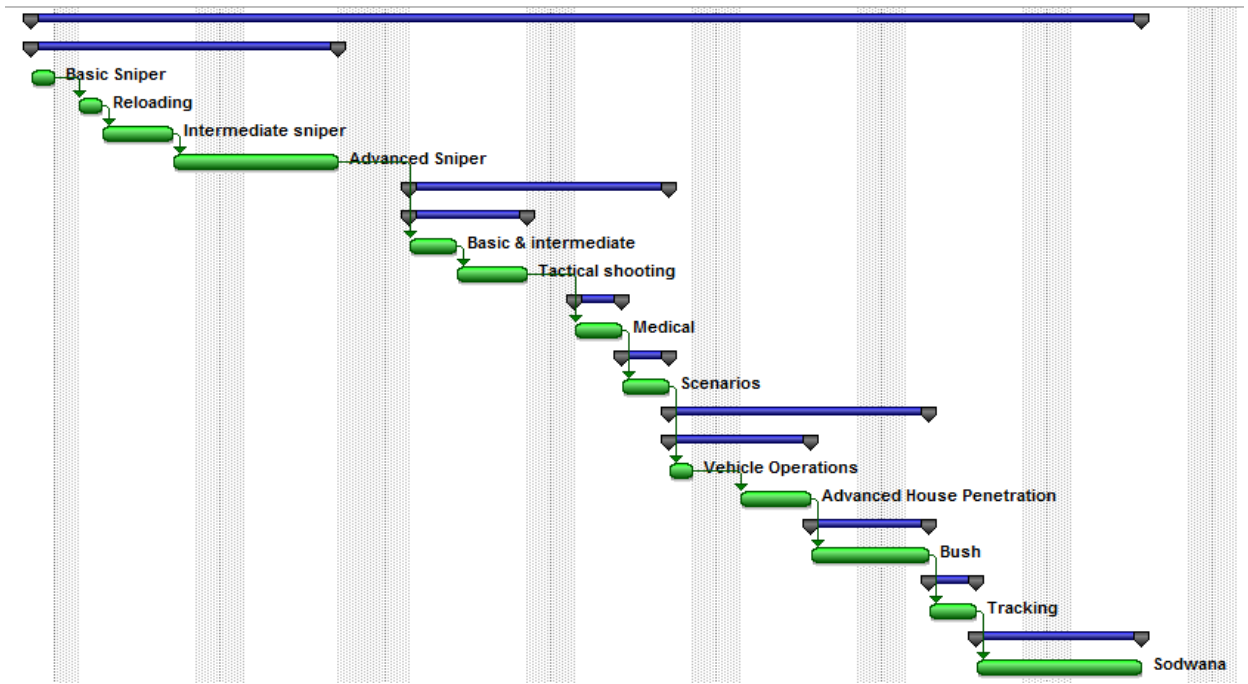 Basic Sniper
Reloading
Intermediate sniper
Advanced Sniper
Basic & intermediate
Tactical shooting
Medical
Scenarios
Vehicle Operations
Advanced House Penetration
Bush
Tracking
Sodwana